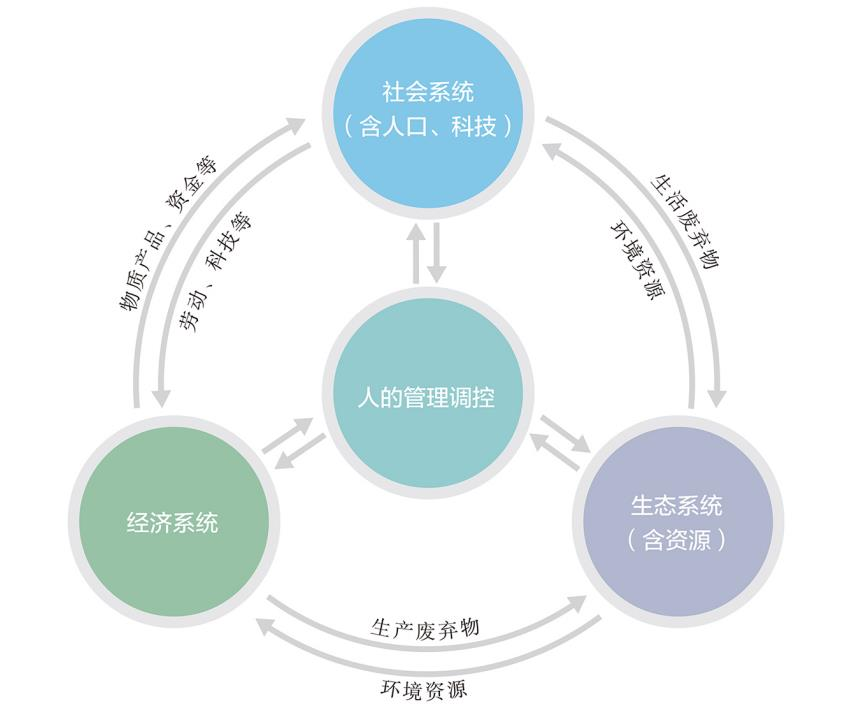 社会系统
（含人口、科技）
物质产品、资金等
劳动、科技等
生活废弃物
环境资源
人的管理调控
经济系统
生态系统
（含资源）
生产废弃物
环境资源